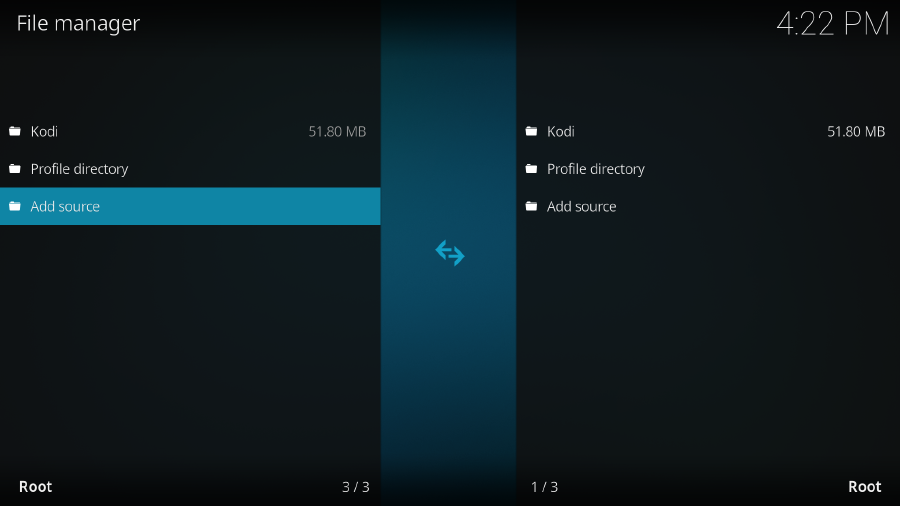 File manager
4:22 PM
Kodi 51.80 MB
Profile directory
Add source
Kodi 51.80 MB
Profile directory
Add source
Root 3 / 3
1 / 3 Root